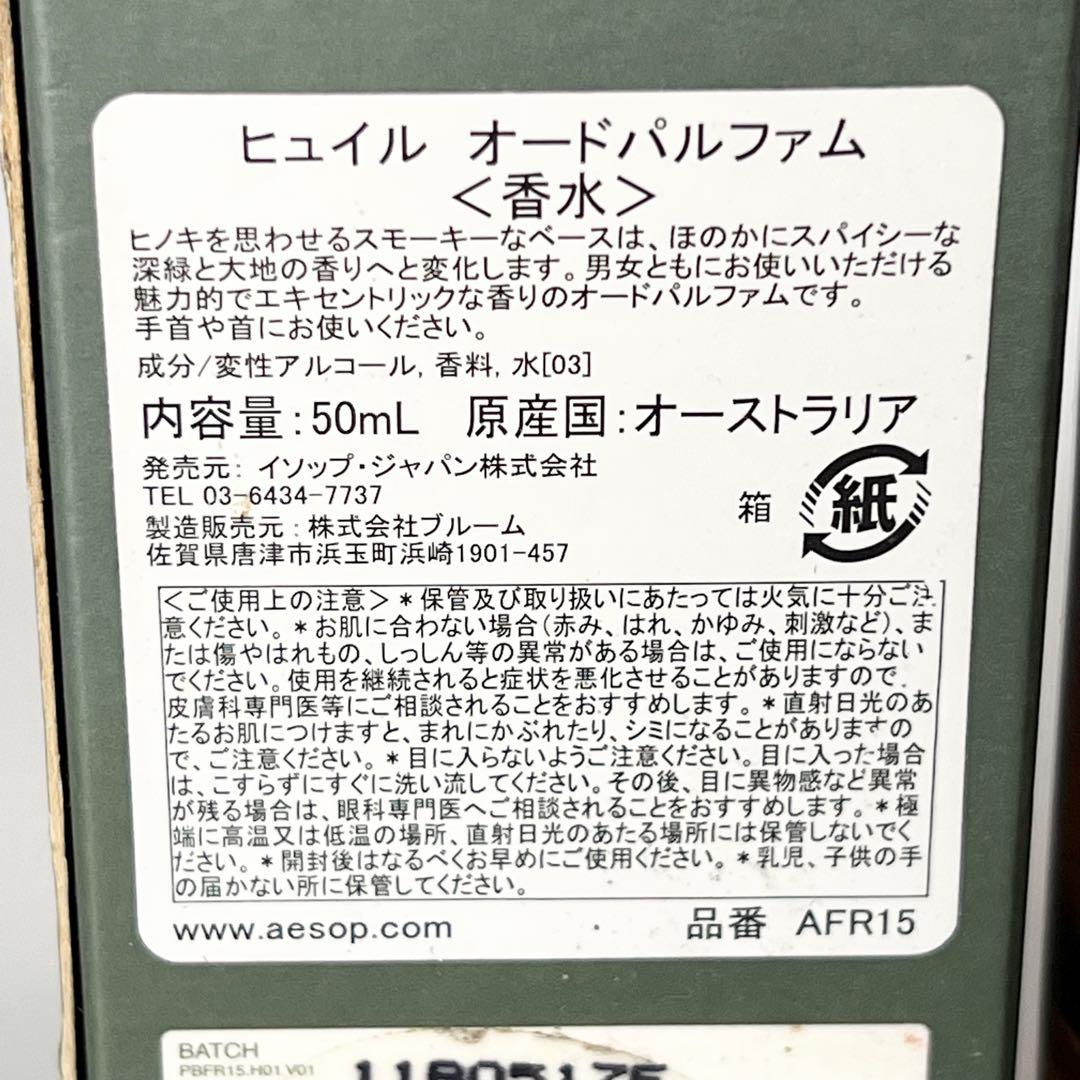 ヒュイル オードパルファム
<香水>
ヒノキを思わせるスモーキーなベースは、ほのかにスパイシーな
深緑と大地の香りへと変化します。男女ともにお使いいただける
魅力的でエキセントリックな香りのオードパルファムです。
手首や首にお使いください。
成分/変性アルコール, 香料, 水[03]
内容量:50mL 原産国:オーストラリア
発売元: イソップ・ジャパン株式会社
TEL 03-6434-7737
箱 紙
製造販売元:株式会社ブルーム
佐賀県唐津市浜玉町浜崎1901-457
<ご使用上の注意>*保管及び取り扱いにあたっては火気に十分ご注
意ください。*お肌に合わない場合(赤み、はれ、かゆみ、刺激など)、ま
たは傷やはれもの、しっしん等の異常がある場合は、ご使用にならない
でください。使用を継続されると症状を悪化させることがありますので、
皮膚科専門医等にご相談されることをおすすめします。*直射日光のあ
たるお肌につけますと、まれにかぶれたり、シミになることがありますの
で、ご注意ください。*目に入らないようご注意ください。目に入った場合
は、こすらずにすぐに洗い流してください。その後、目に異物感など異常
が残る場合は、眼科専門医へご相談されることをおすすめします。*極
端に高温又は低温の場所、直射日光のあたる場所には保管しないでく
ださい。*開封後はなるべくお早めにご使用ください。*乳児、子供の手
の届かない所に保管してください。
www.aesop.com 品番 AFR15
BATCH
PBFR15.H01.V01